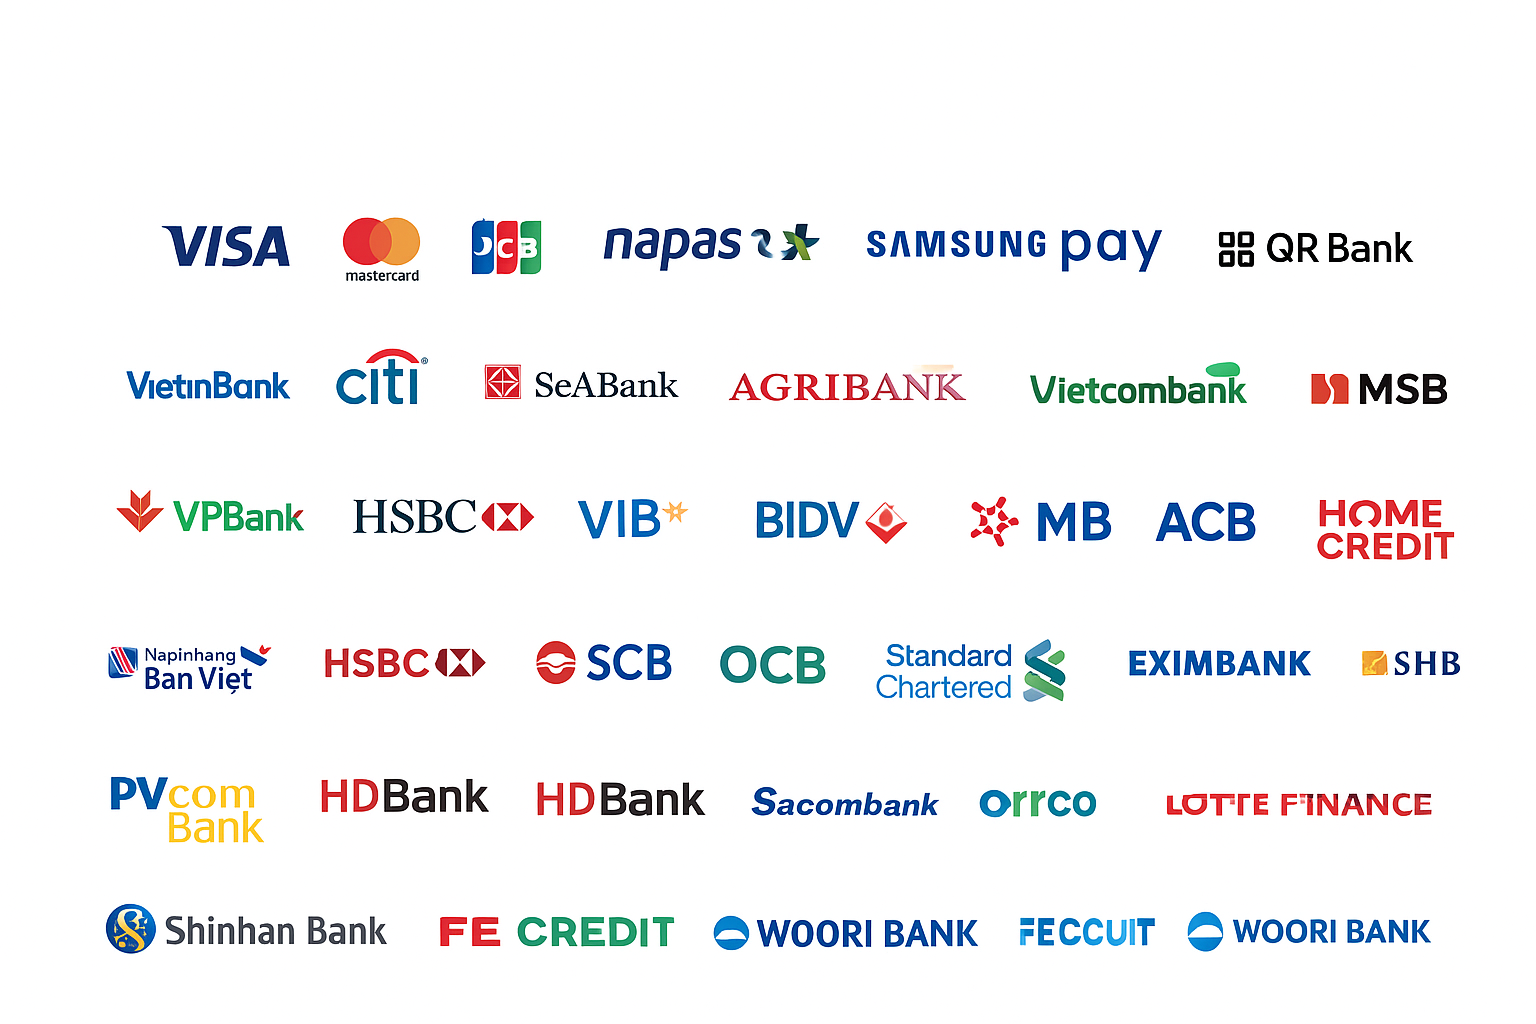 VISA
mastercard
JCB
napas
SAMSUNG pay
QR Bank
VietinBank
citi®
SeABank
AGRIBANK
Vietcombank
MSB
VPBank
HSBC
VIB
BIDV
MB
ACB
HOME
CREDIT
Napinhang
Ban Việt
HSBC
SCB
OCB
Standard
Chartered
EXIMBANK
SHB
PVcom
Bank
HDBank
HDBank
Sacombank
orrco
LOTTE FINANCE
Shinhan Bank
FE CREDIT
WOORI BANK
FECCUIT
WOORI BANK